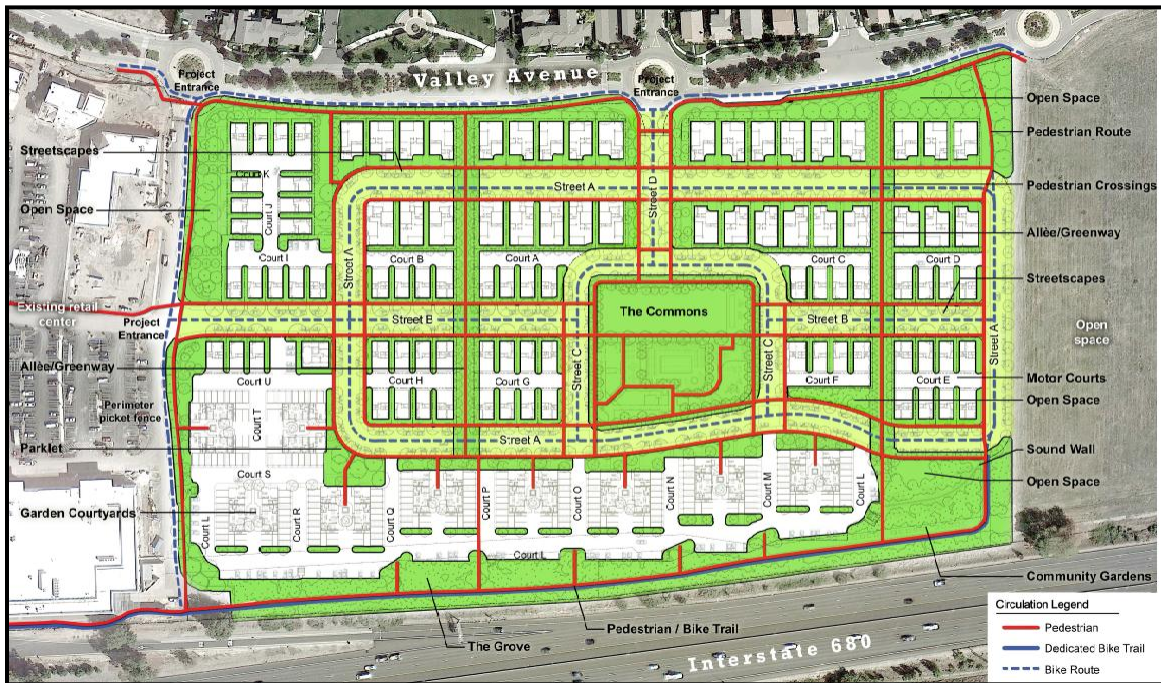 Valley Avenue
Project
Entrance
Project
Entrance
Open Space
Pedestrian Route
Streetscapes
Court K
Street A
Street D
Pedestrian Crossings
Open Space
Court J
Allèe/Greenway
Court I
Street A
Court B
Court A
Court C
Court D
Streetscapes
Existing retail
center
Project
Entrance
Street B
The Commons
Street B
Street A
Open
space
Street C
Street C
Allèe/Greenway
Court U
Court H
Court G
Court F
Court E
Motor Courts
Open Space
Perimeter
picket fence
Court T
Parklet
Street A
Sound Wall
Court S
Open Space
Garden Courtyards
Court L
Court R
Court Q
Court P
Court O
Court N
Court M
Court L
Court L
Community Gardens
The Grove
Pedestrian / Bike Trail
Interstate 680
Circulation Legend
Pedestrian
Dedicated Bike Trail
Bike Route